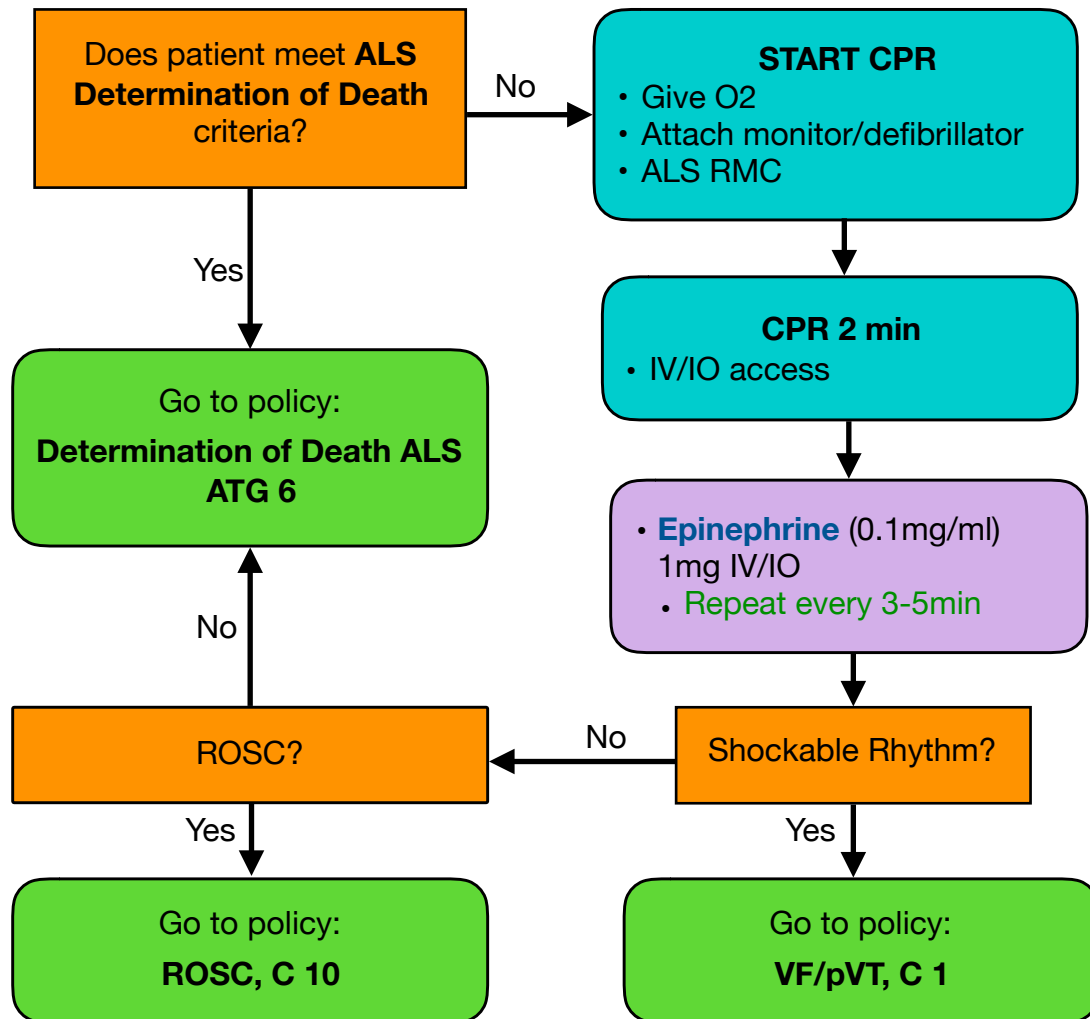 Does patient meet ALS
Determination of Death
criteria?
No
START CPR
• Give O2
• Attach monitor/defibrillator
• ALS RMC
Yes
CPR 2 min
• IV/IO access
Go to policy:
Determination of Death ALS
ATG 6
• Epinephrine (0.1mg/ml)
1mg IV/IO
• Repeat every 3-5min
No
ROSC?
No
Shockable Rhythm?
Yes
Yes
Go to policy:
ROSC, C 10
Go to policy:
VF/pVT, C 1